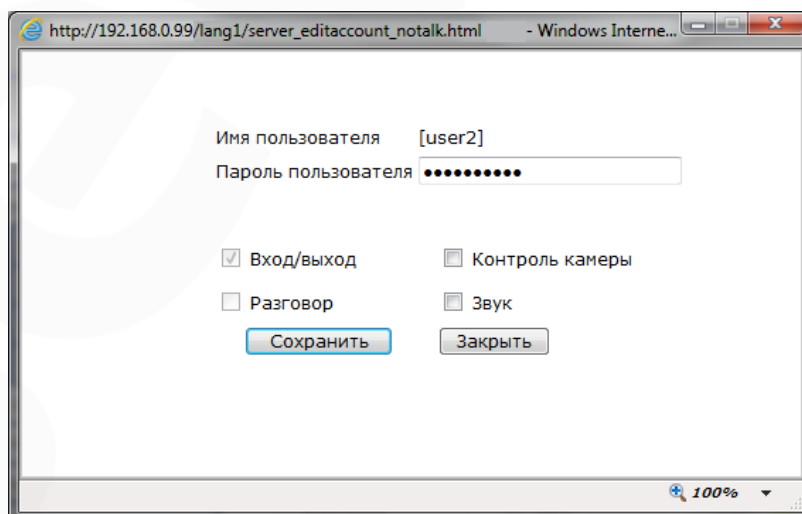 http://192.168.0.99/lang1/server_editaccount_notalk.html - Windows Interne...
Имя пользователя [user2]
Пароль пользователя ●●●●●●●●●●
Вход/выход Контроль камеры
Разговор Звук
Сохранить Закрыть
100%